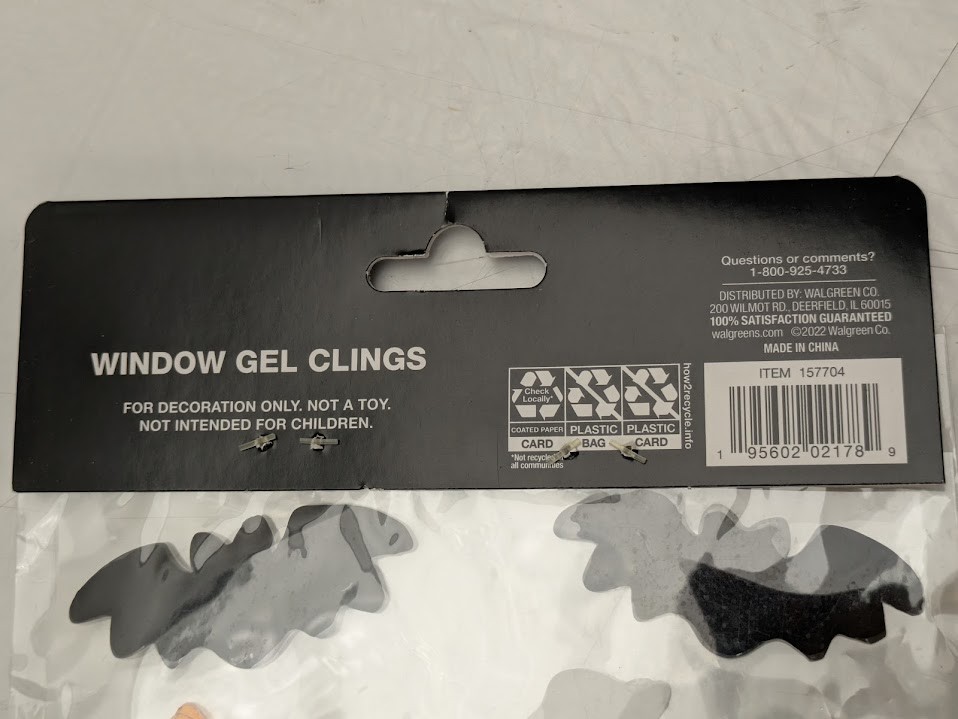 WINDOW GEL CLINGS
FOR DECORATION ONLY. NOT A TOY.
NOT INTENDED FOR CHILDREN.
Questions or comments?
1-800-925-4733
DISTRIBUTED BY: WALGREEN CO.
200 WILMOT RD., DEERFIELD, IL 60015
100% SATISFACTION GUARANTEED
walgreens.com ©2022 Walgreen Co.
MADE IN CHINA
Check
Locally*
COATED PAPER PLASTIC PLASTIC
CARD BAG CARD
*Not recycled
all communities
how2recycle.info
ITEM 157704
1 95602 02178 9